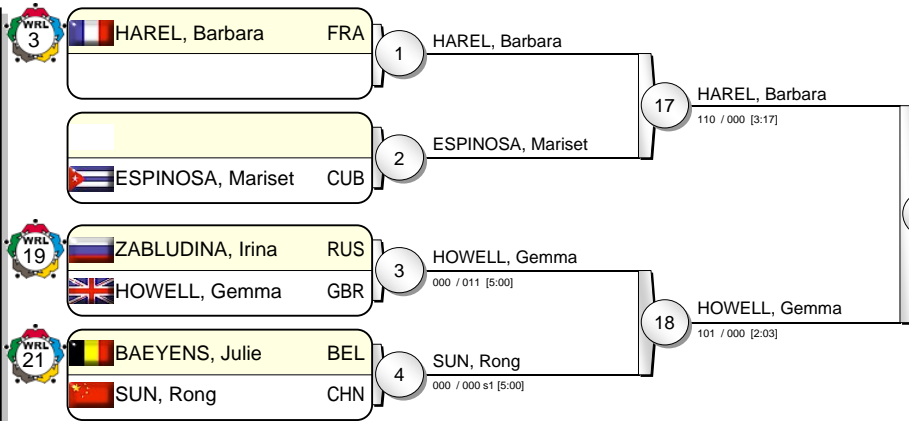 WRL
3
HAREL, Barbara FRA
1
HAREL, Barbara
2
ESPINOSA, Mariset
ESPINOSA, Mariset CUB
17
HAREL, Barbara
110 / 000 [3:17]
WRL
19
ZABLUDINA, Irina RUS
HOWELL, Gemma GBR
3
HOWELL, Gemma
000 / 011 [5:00]
WRL
21
BAEYENS, Julie BEL
SUN, Rong CHN
4
SUN, Rong
000 / 000 s1 [5:00]
18
HOWELL, Gemma
101 / 000 [2:03]